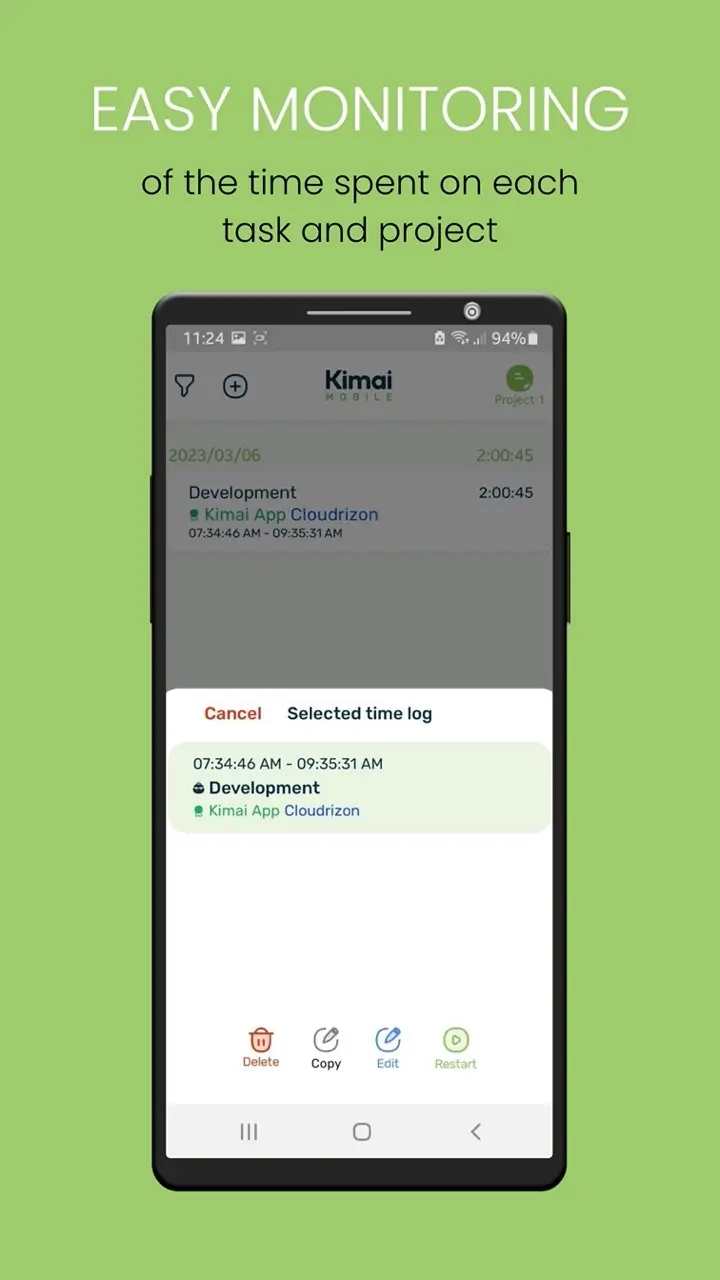 EASY MONITORING
of the time spent on each
task and project
11:24 94%
Kimai
MOBILE
Project 1
2023/03/06 2:00:45
Development 2:00:45
Kimai App Cloudrizon
07:34:46 AM - 09:35:31 AM
Cancel Selected time log
07:34:46 AM - 09:35:31 AM
Development
Kimai App Cloudrizon
Delete Copy Edit Restart